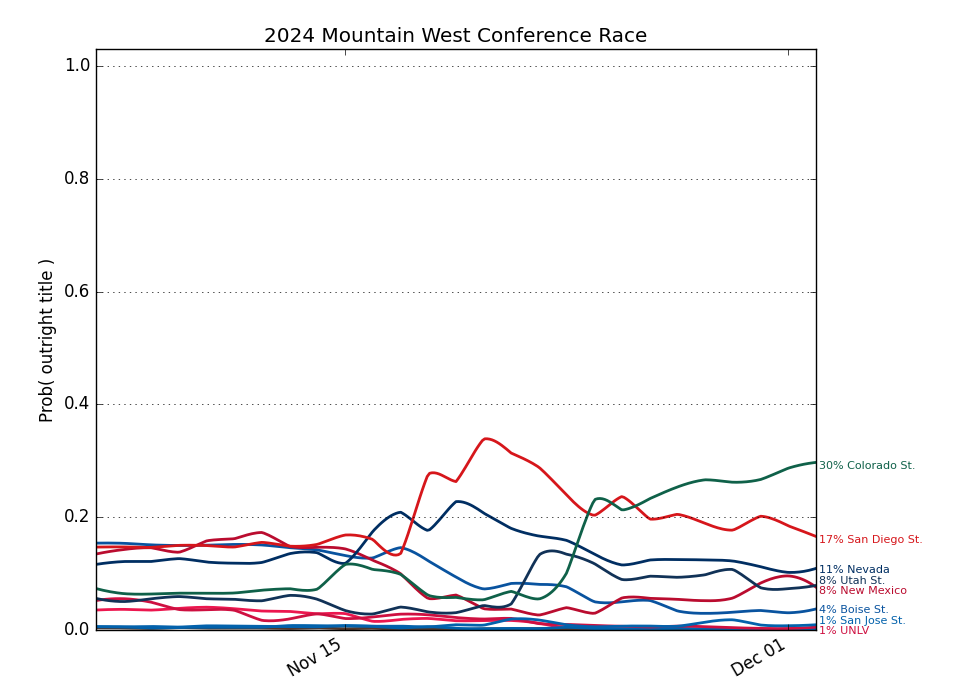 2024 Mountain West Conference Race
Prob( outright title )
1.0
0.8
0.6
0.4
0.2
0.0
Nov 15
Dec 01
30% Colorado St.
17% San Diego St.
11% Nevada
8% Utah St.
8% New Mexico
4% Boise St.
1% San Jose St.
1% UNLV